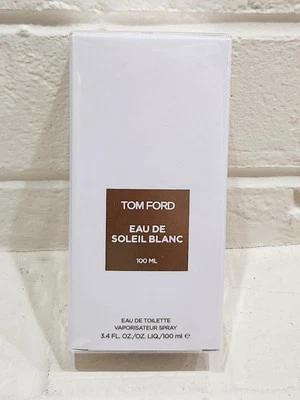 TOM FORD
EAU DE
SOLEIL BLANC
100 ML
EAU DE TOILETTE
VAPORISATEUR SPRAY
3.4 FL. OZ./OZ. LIQ./100 ml ℮